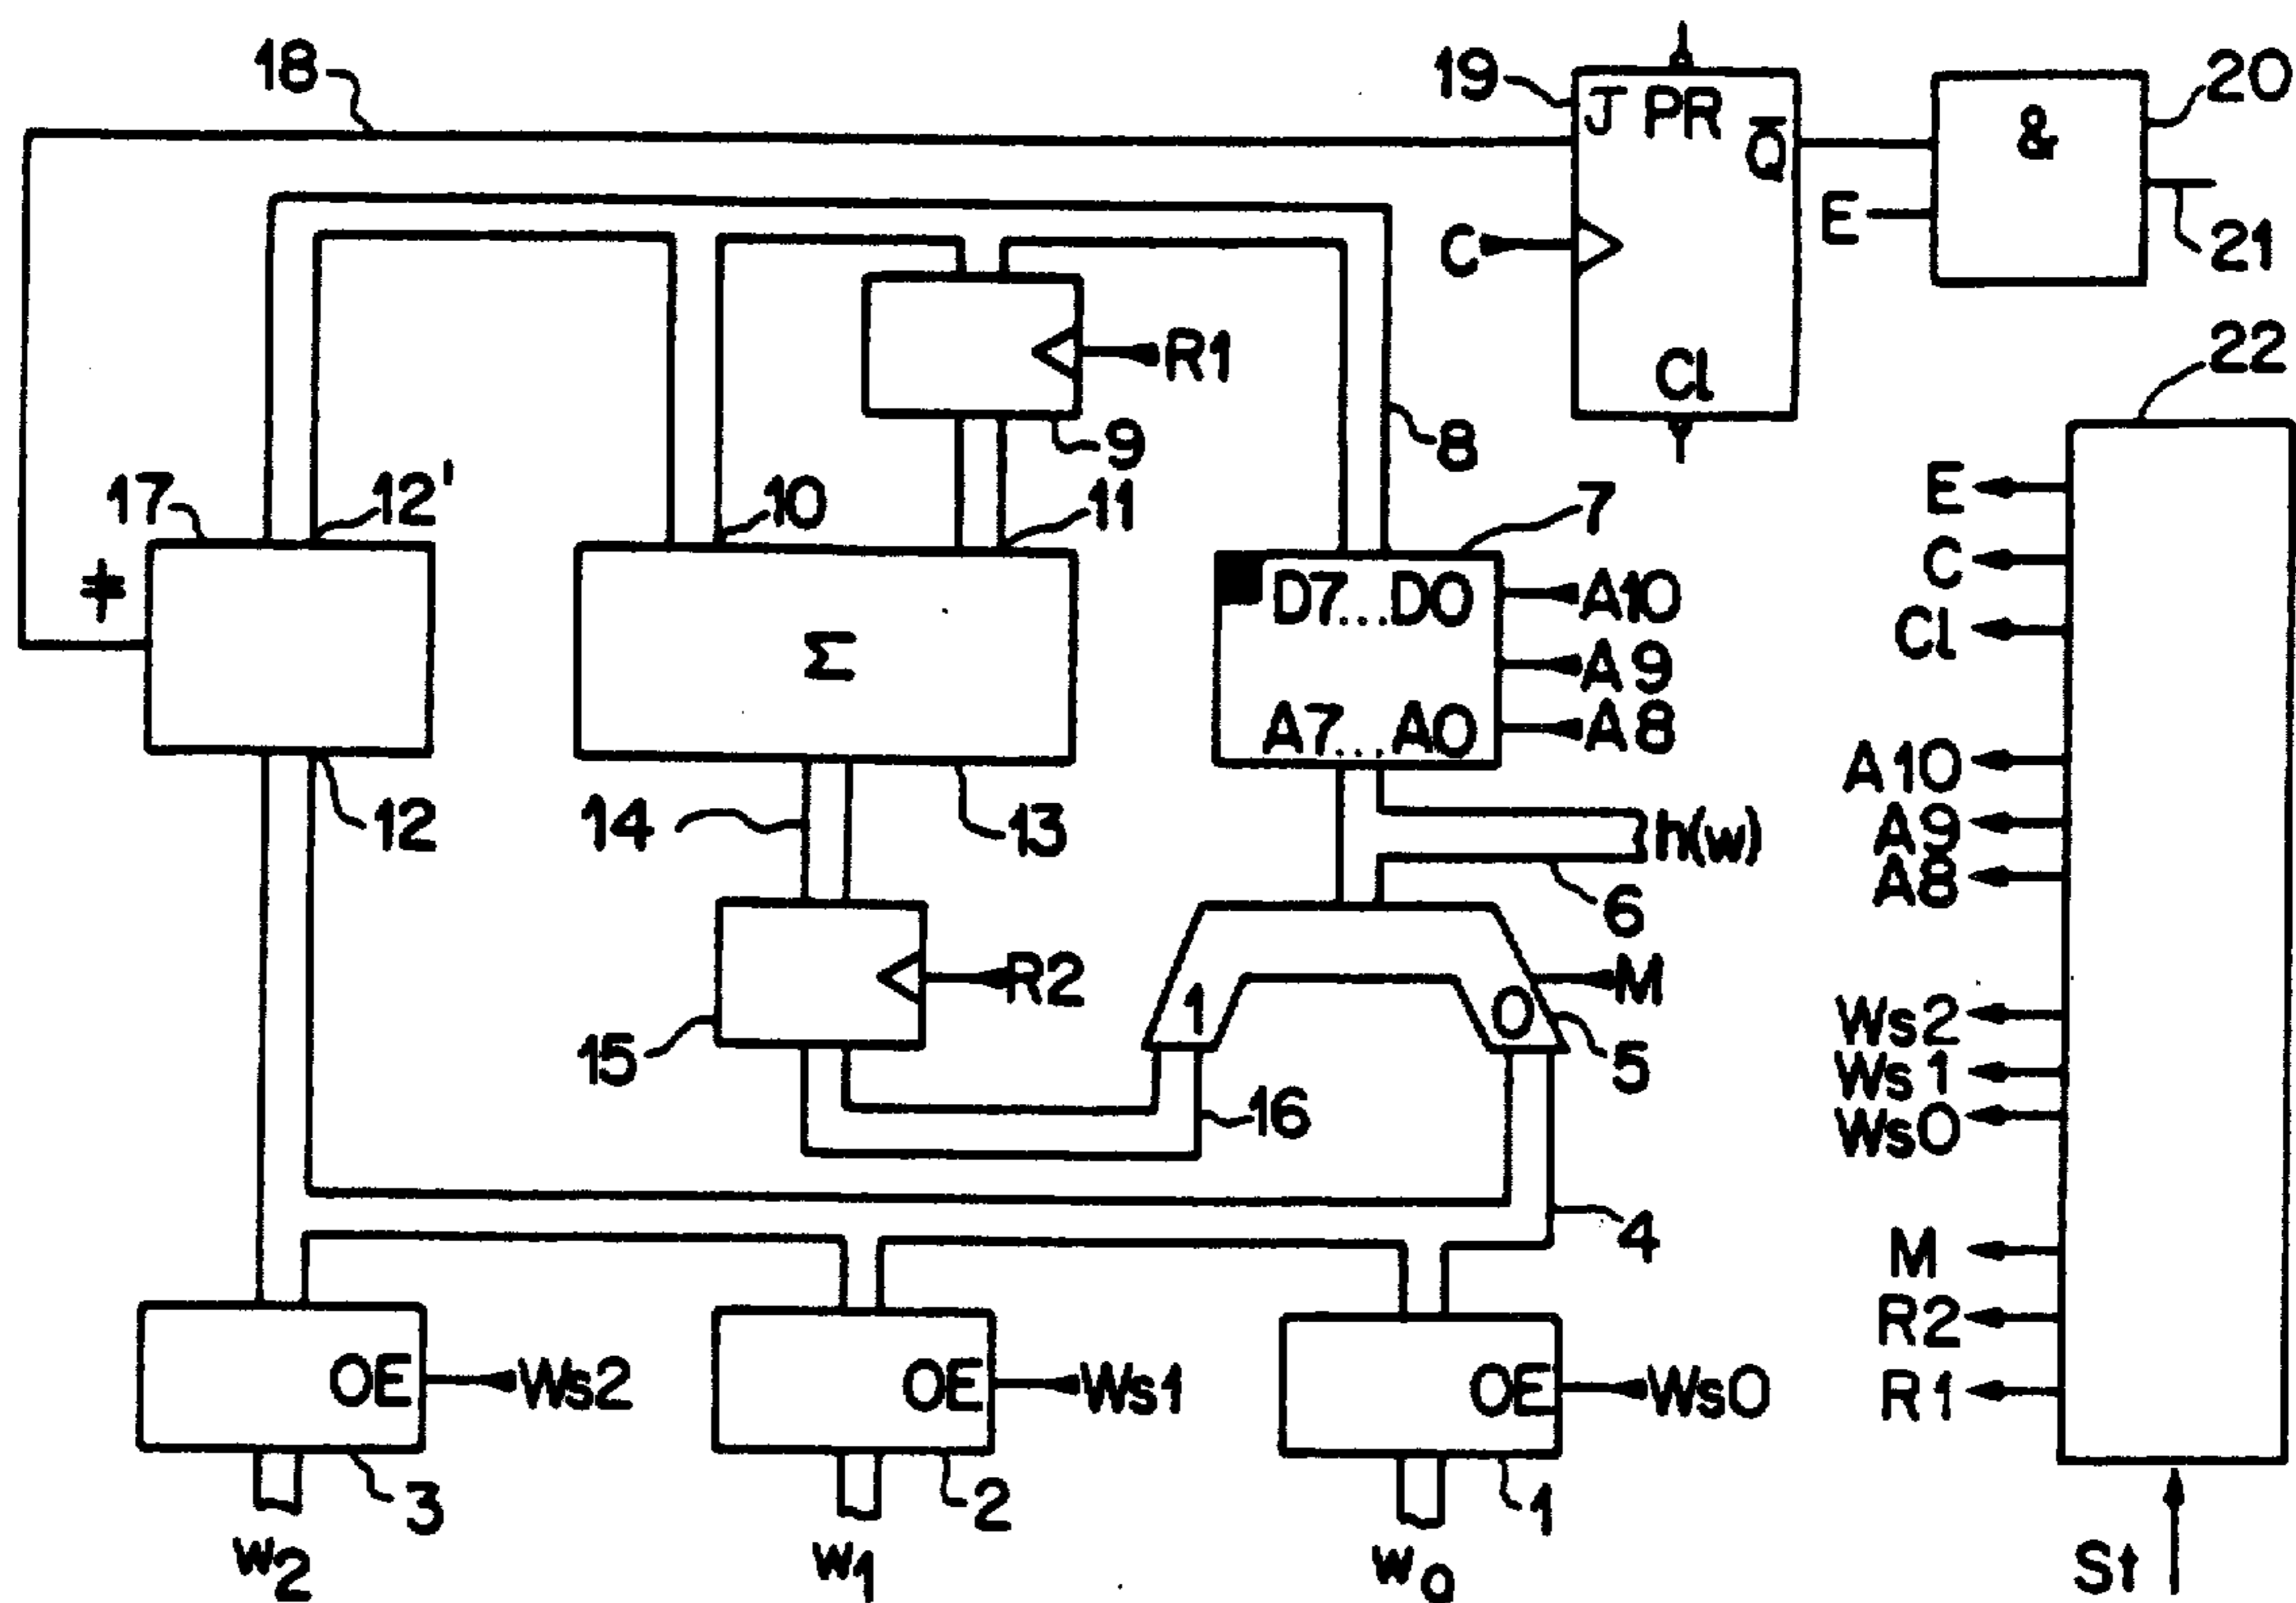 18
19
J PR
Q̅
&
20
C
E
21
R1
Cl
22
9
8
17
12'
10
11
7
E
≠
D7...D0
A10
C
Σ
A9
Cl
A7...A0
A8
12
14
13
h(w)
A10
A9
A8
6
R2
1
0
M
15
5
Ws2
16
Ws1
Ws0
4
M
R2
OE
Ws2
OE
Ws1
OE
Ws0
R1
3
2
1
w2
w1
wo
St